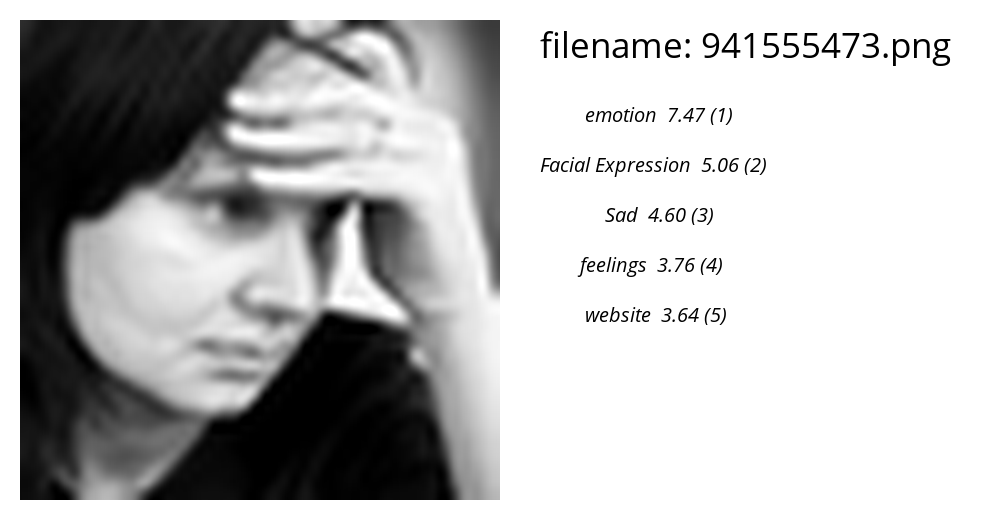 filename: 941555473.png
emotion 7.47 (1)
Facial Expression 5.06 (2)
Sad 4.60 (3)
feelings 3.76 (4)
website 3.64 (5)